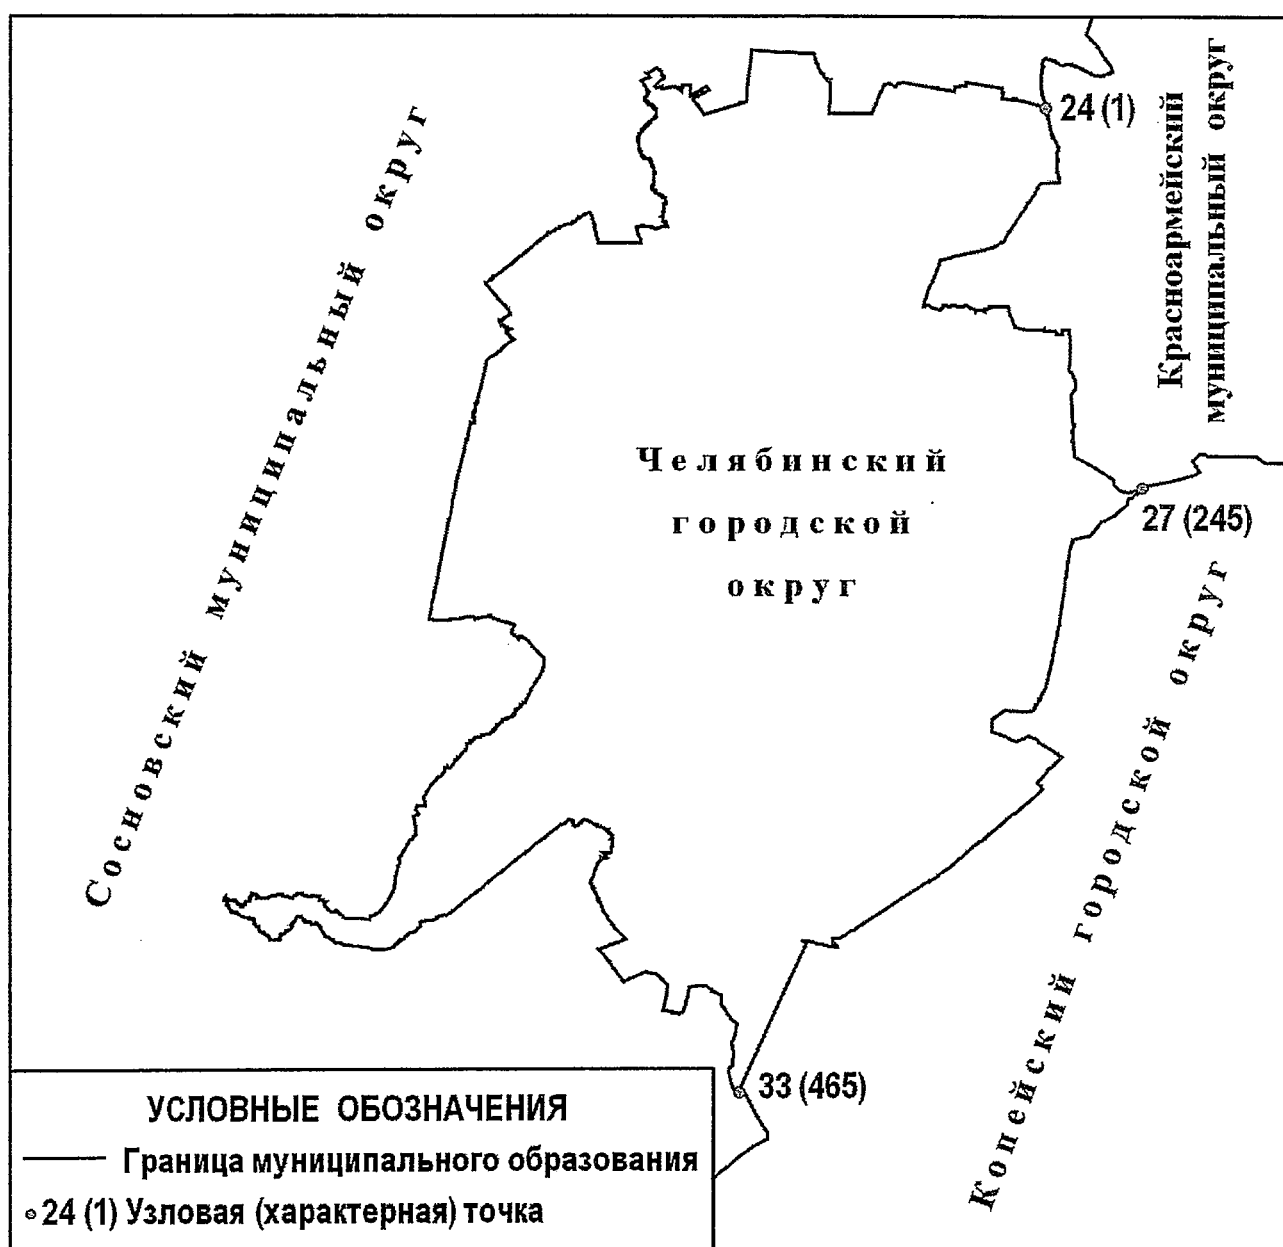 24 (1)
Красноармейский
муниципальный округ
Сосновский муниципальный округ
Челябинский
городской
округ
27 (245)
Копейский городской округ
33 (465)
УСЛОВНЫЕ ОБОЗНАЧЕНИЯ
Граница муниципального образования
24 (1) Узловая (характерная) точка